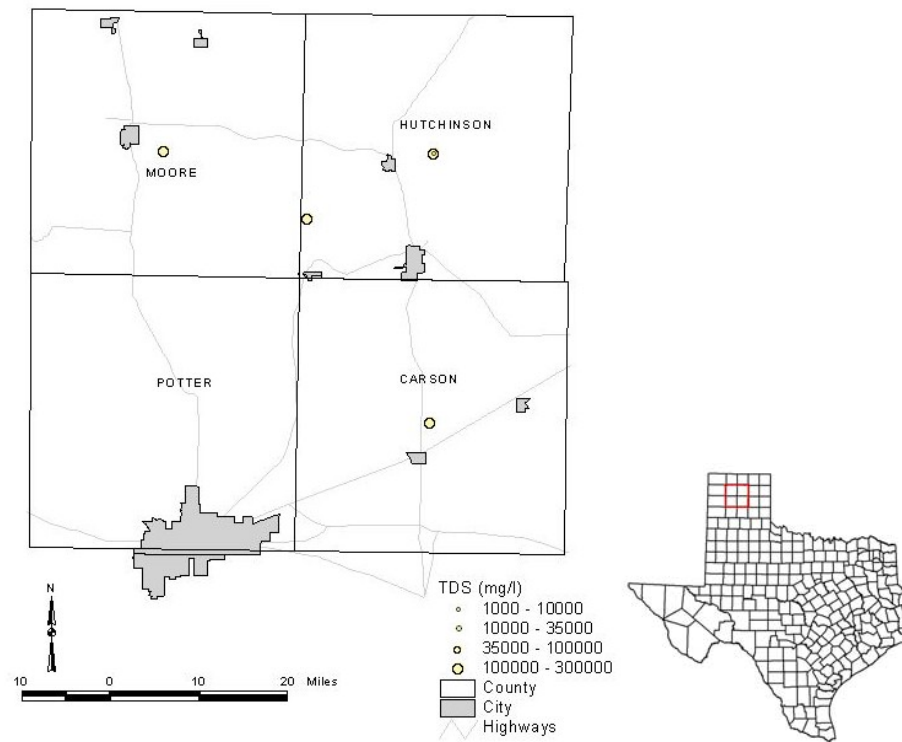 HUTCHINSON
MOORE
POTTER
CARSON
N
10 0 10 20 Miles
TDS (mg/l)
1000 - 10000
10000 - 35000
35000 - 100000
100000 - 300000
County
City
Highways